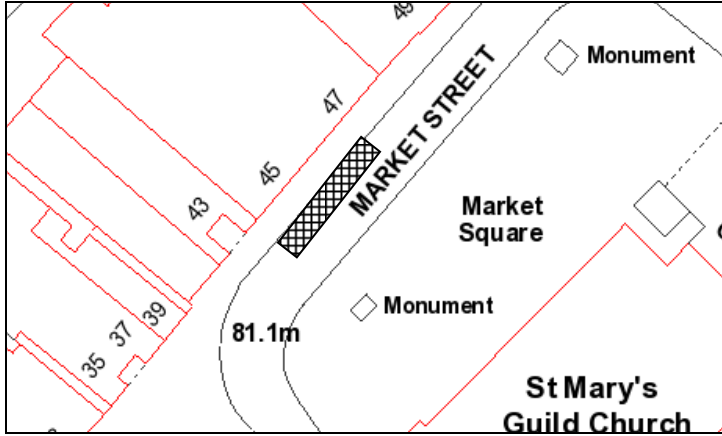 49
Monument
MARKET STREET
47
45
43
Market
Square
Monument
81.1m
39
37
35
St Mary's
Guild Church